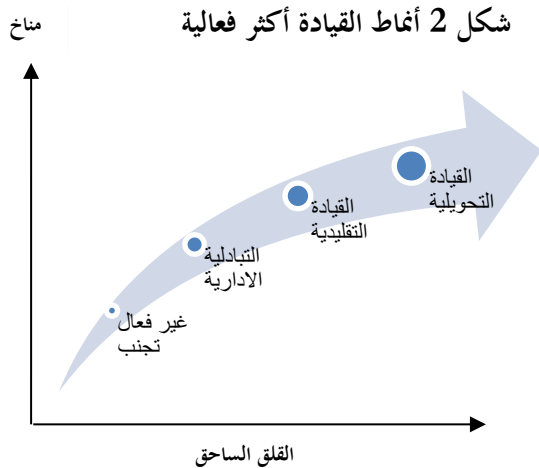 شكل 2 أنماط القيادة أكثر فعالية
مناخ
القيادة
التحويلية
القيادة
التقليدية
التبادلية
الادارية
غير فعال
تجنب
القلق الساحق